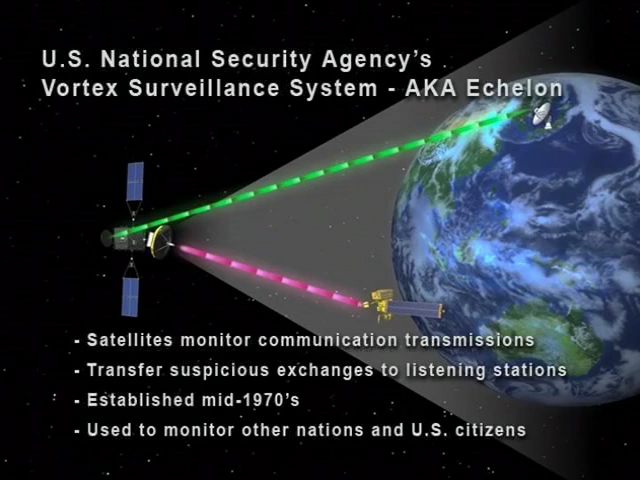 U.S. National Security Agency’s
Vortex Surveillance System - AKA Echelon
- Satellites monitor communication transmissions
- Transfer suspicious exchanges to listening stations
- Established mid-1970’s
- Used to monitor other nations and U.S. citizens